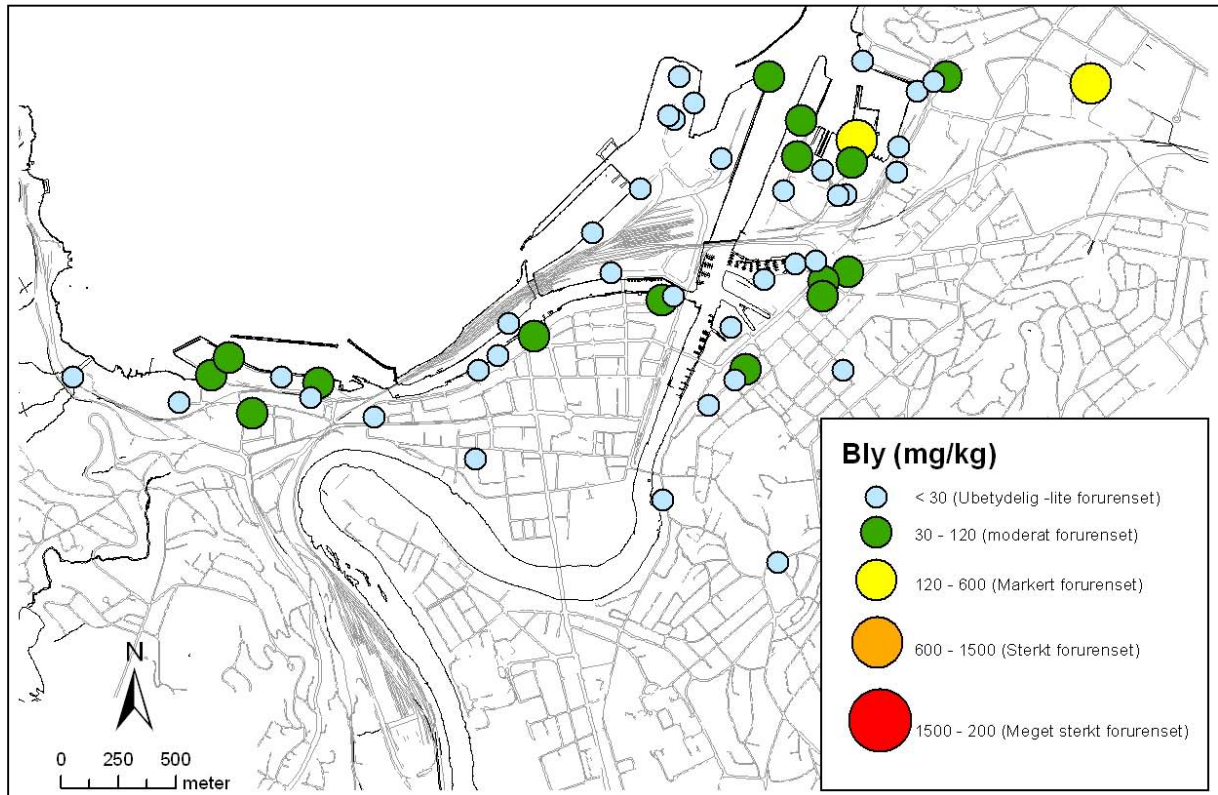 Bly (mg/kg)
< 30 (Ubetydelig -lite forurenset)
30 - 120 (moderat forurenset)
120 - 600 (Markert forurenset)
600 - 1500 (Sterkt forurenset)
1500 - 200 (Meget sterkt forurenset)
N
0 250 500
meter